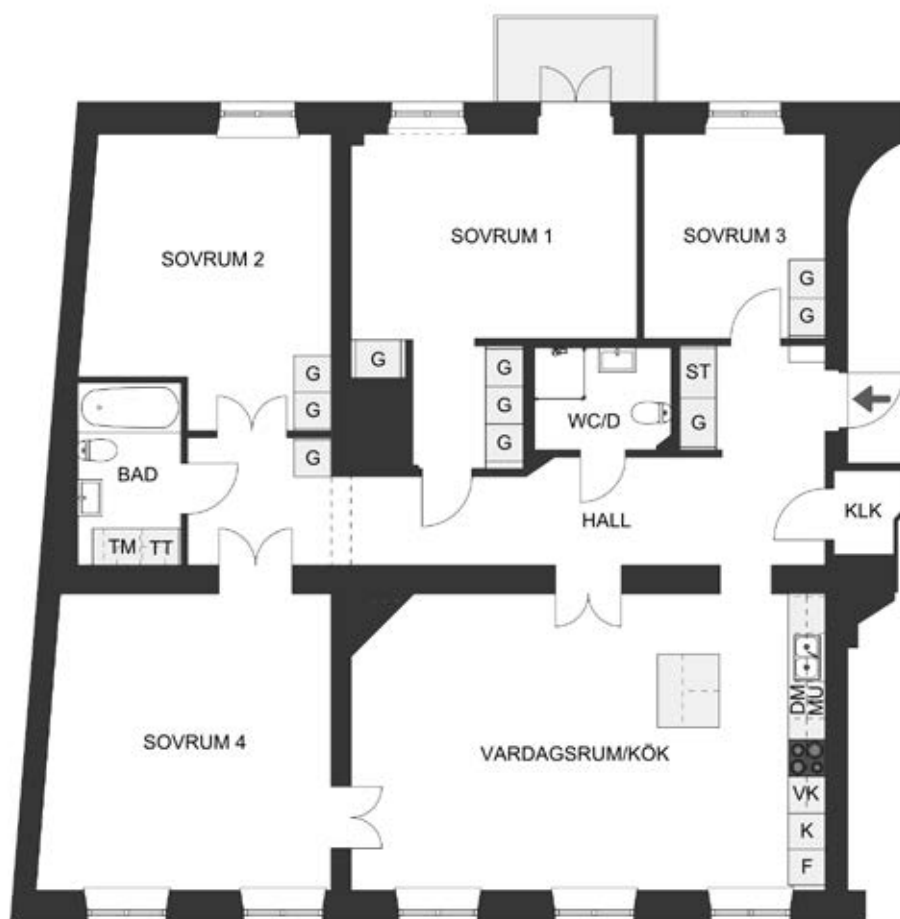 SOVRUM 2
SOVRUM 1
SOVRUM 3
G
G
G
G
G
G
G
G
ST
G
WC/D
G
BAD
TM TT
HALL
KLK
SOVRUM 4
VARDAGSRUM/KÖK
DM
MU
VK
K
F